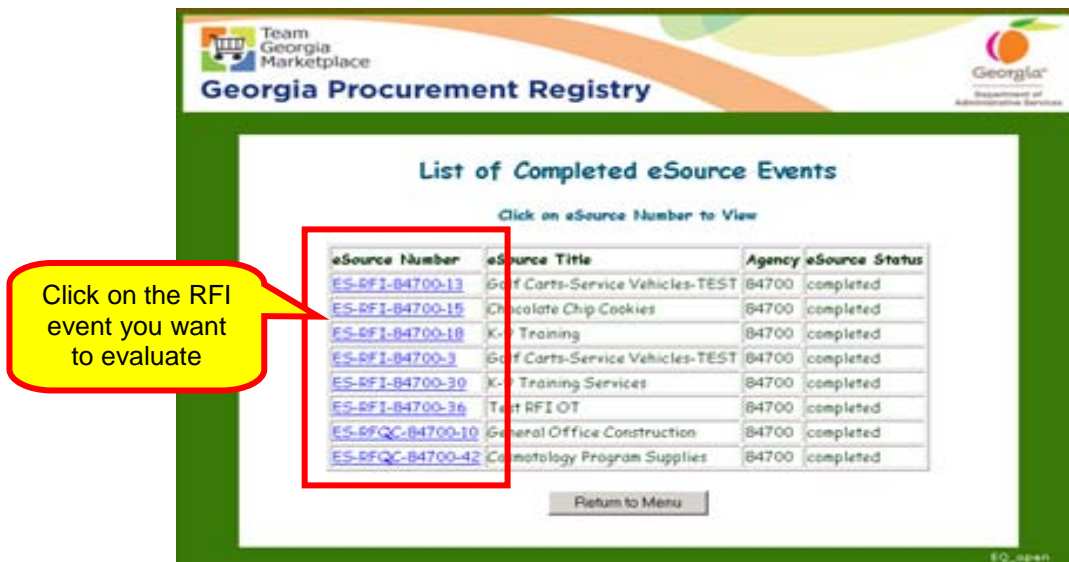 Team
Georgia
Marketplace
Georgia Procurement Registry
Georgia
Department of
Administrative Services
List of Completed eSource Events
Click on eSource Number to View
eSource Number eSource Title Agency eSource Status
ES-RFI-84700-13 Golf Carts-Service Vehicles-TEST 84700 completed
ES-RFI-84700-15 Chocolate Chip Cookies 84700 completed
ES-RFI-84700-18 K-9 Training 84700 completed
ES-RFI-84700-3 Golf Carts-Service Vehicles-TEST 84700 completed
ES-RFI-84700-30 K-9 Training Services 84700 completed
ES-RFI-84700-36 Test RFI OT 84700 completed
ES-RFQC-84700-10 General Office Construction 84700 completed
ES-RFQC-84700-42 Cosmotology Program Supplies 84700 completed
Click on the RFI
event you want
to evaluate
Return to Menu
EQ_open